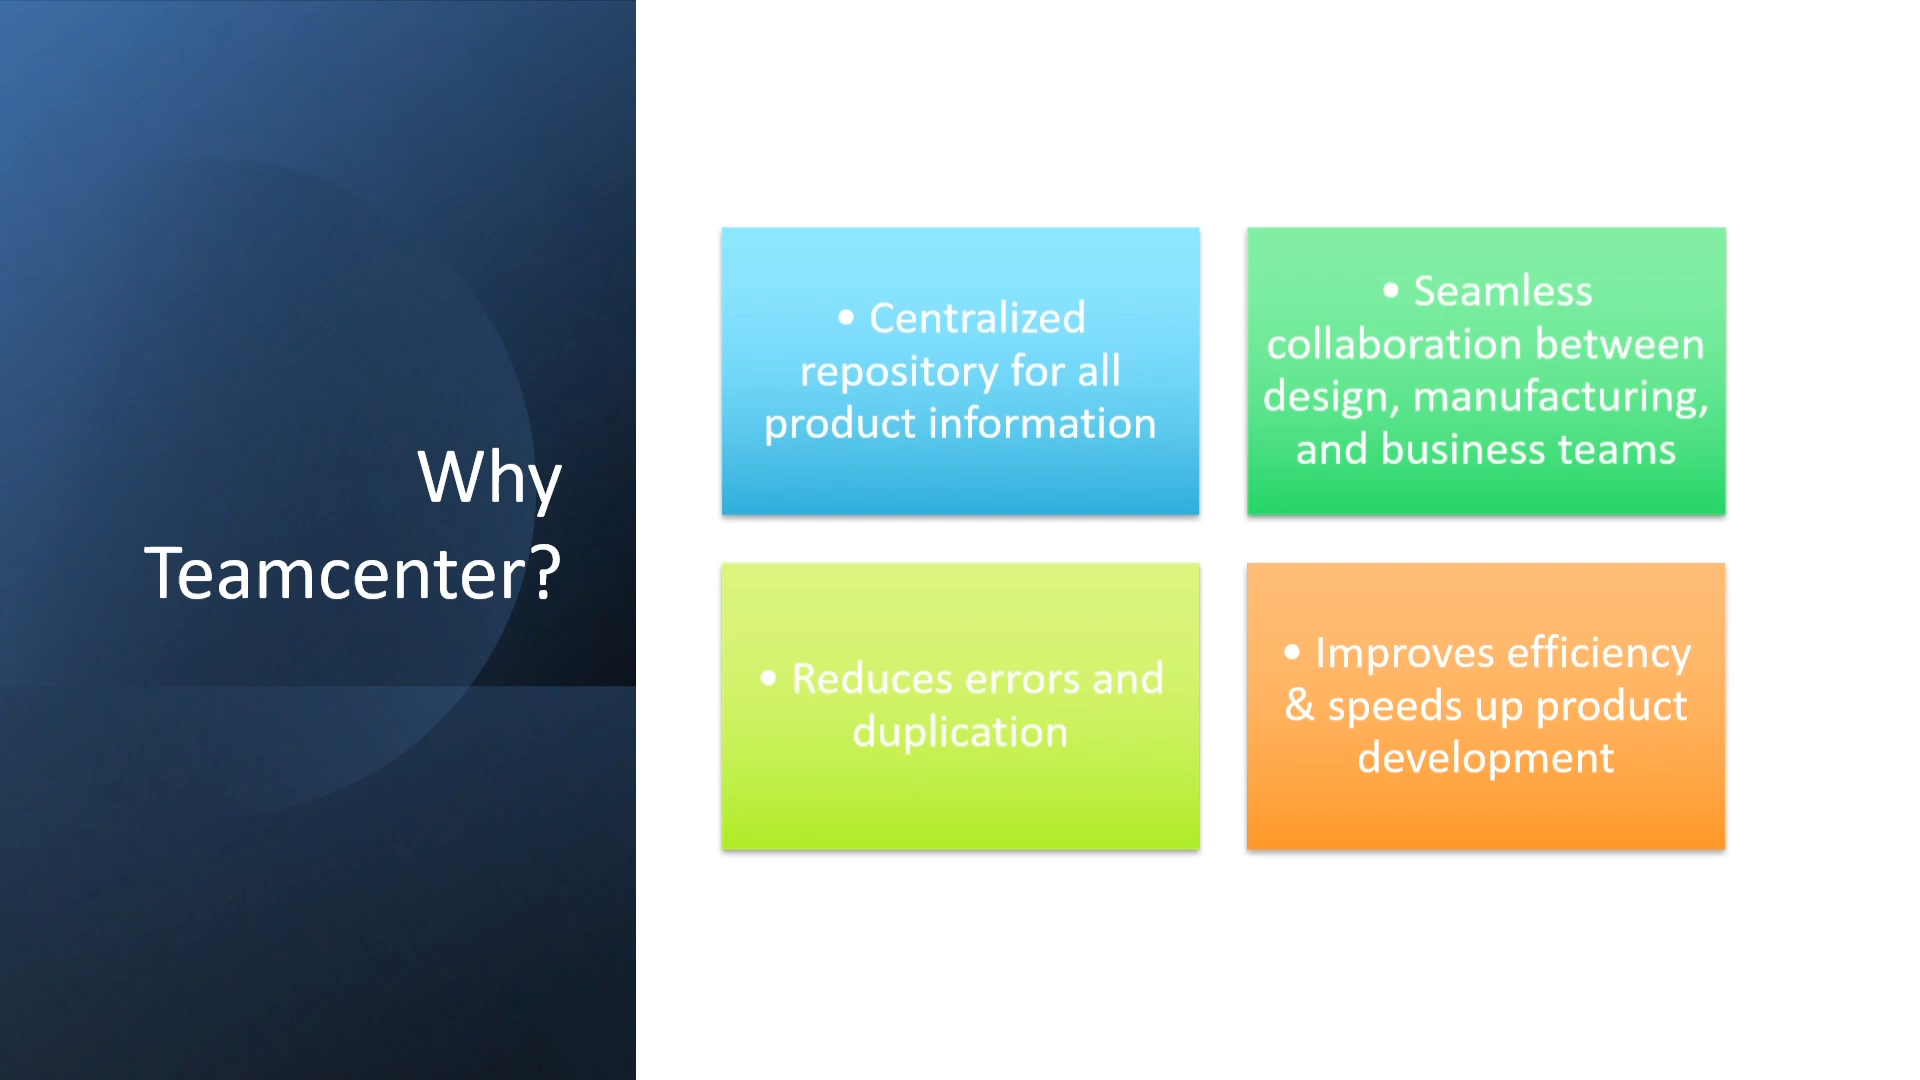 Why
Teamcenter?
• Centralized
repository for all
product information
• Seamless
collaboration between
design, manufacturing,
and business teams
• Reduces errors and
duplication
• Improves efficiency
& speeds up product
development